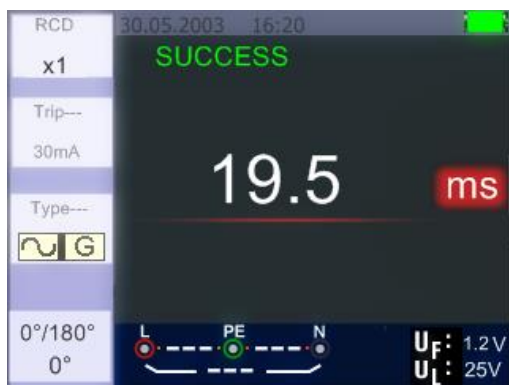 RCD
30.05.2003 16:20
x1
SUCCESS
Trip---
30mA
19.5
ms
Type---
G
0°/180°
0°
L PE N
UF: 1.2V
UL: 25V